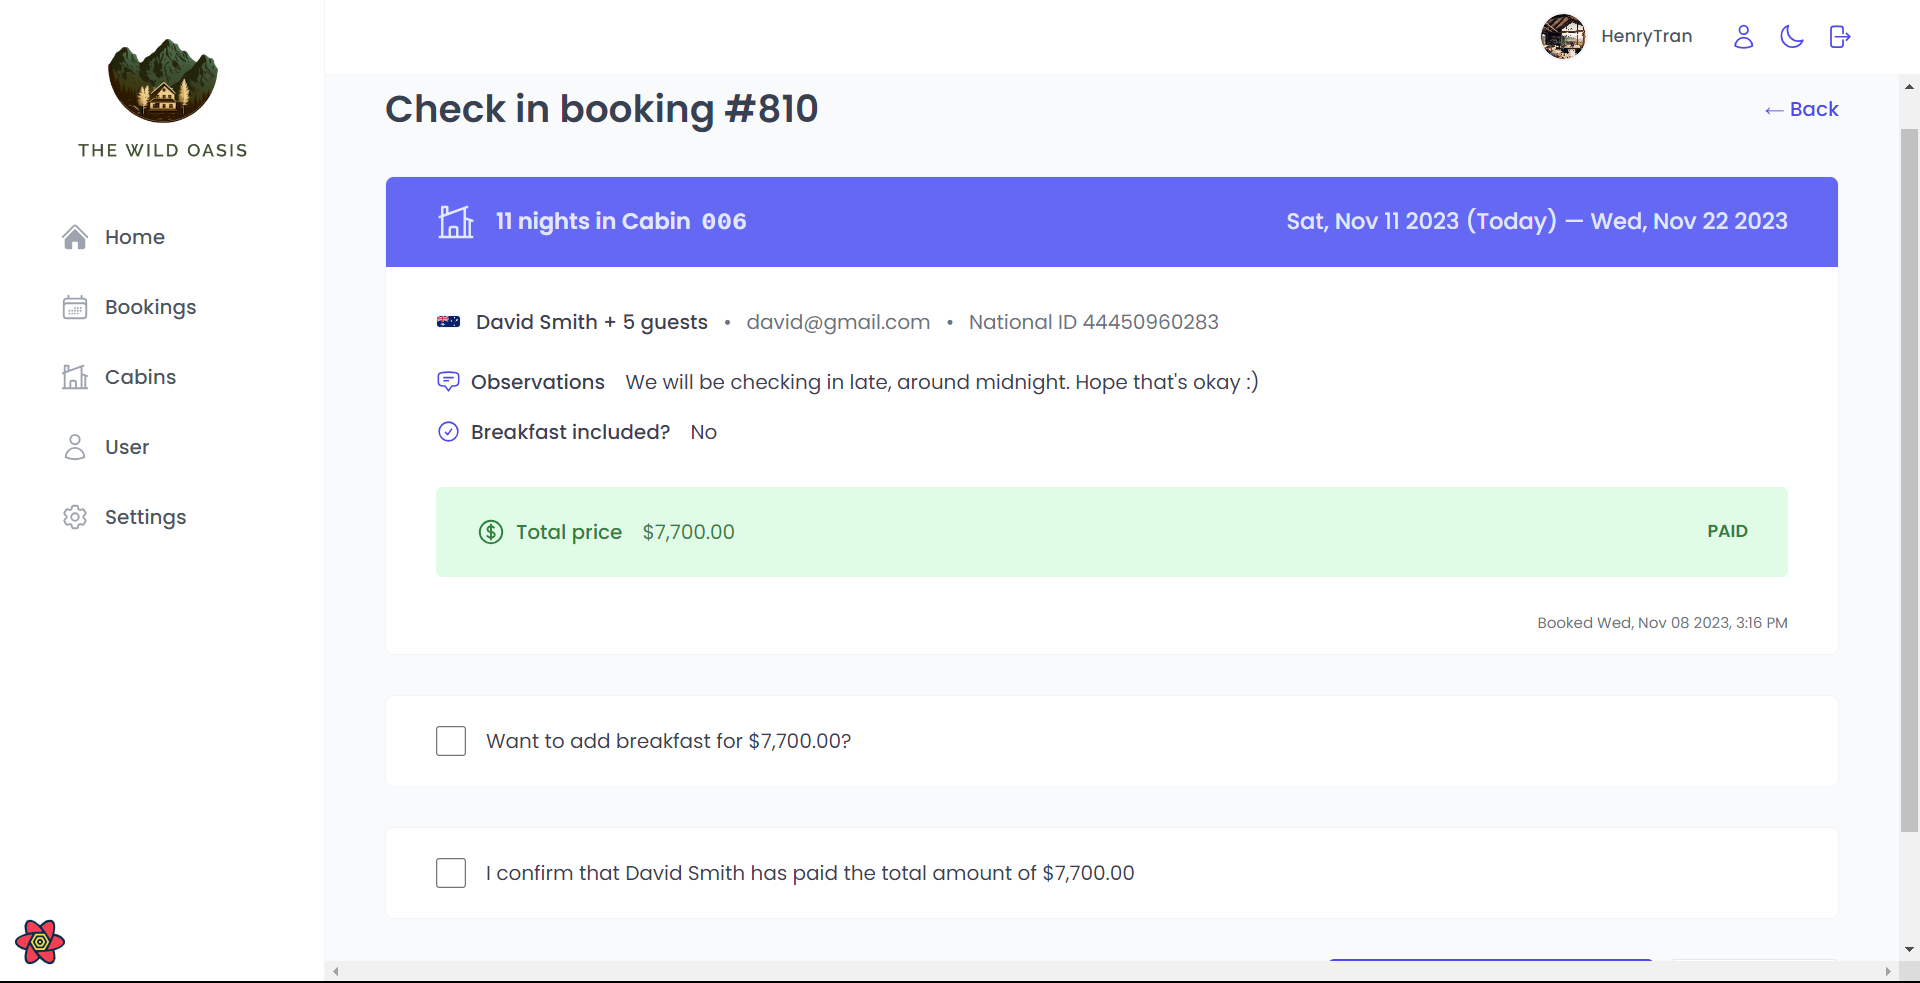 THE WILD OASIS
Home
Bookings
Cabins
User
Settings
HenryTran
Check in booking #810
← Back
11 nights in Cabin 006
Sat, Nov 11 2023 (Today) — Wed, Nov 22 2023
David Smith + 5 guests • david@gmail.com • National ID 44450960283
Observations We will be checking in late, around midnight. Hope that's okay :)
Breakfast included? No
Total price $7,700.00
PAID
Booked Wed, Nov 08 2023, 3:16 PM
Want to add breakfast for $7,700.00?
I confirm that David Smith has paid the total amount of $7,700.00